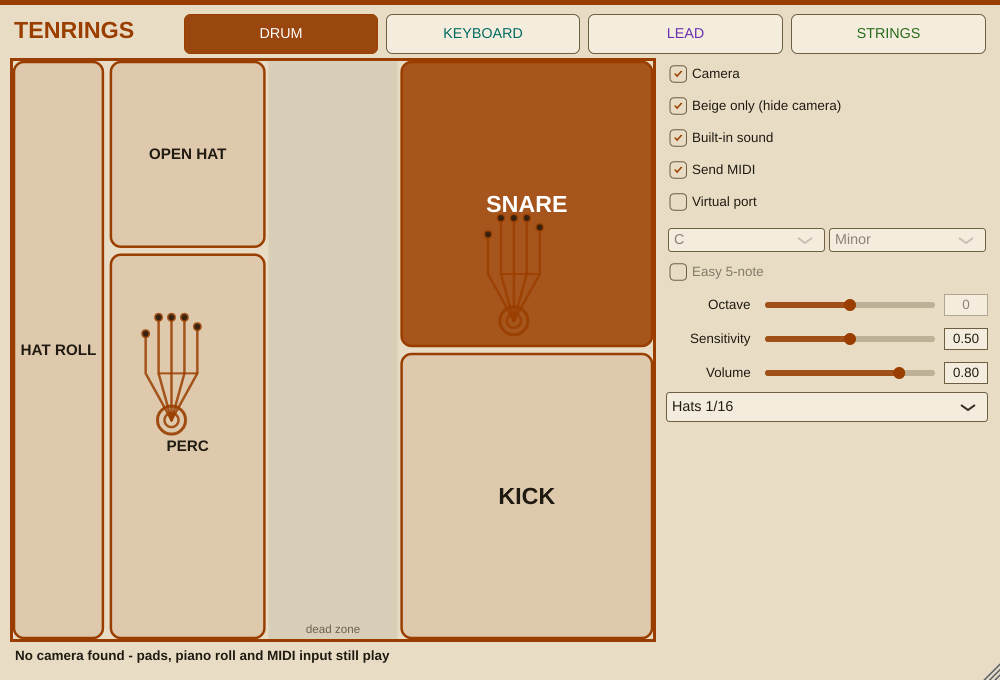 TENRINGS
DRUM
KEYBOARD
LEAD
STRINGS
HAT ROLL
OPEN HAT
PERC
dead zone
SNARE
KICK
Camera
Beige only (hide camera)
Built-in sound
Send MIDI
Virtual port
C
Minor
Easy 5-note
Octave 0
Sensitivity 0.50
Volume 0.80
Hats 1/16
No camera found - pads, piano roll and MIDI input still play